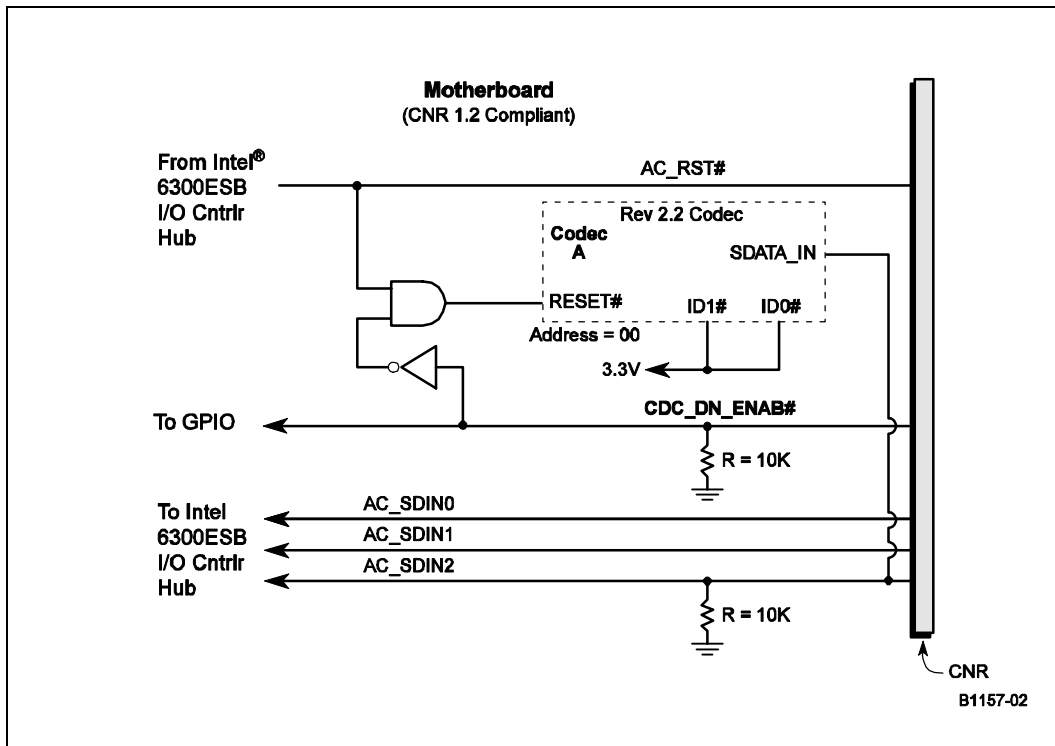 Motherboard
(CNR 1.2 Compliant)
From Intel®
6300ESB
I/O Cntrlr
Hub
AC_RST#
Rev 2.2 Codec
Codec
A
SDATA_IN
RESET#
ID1#
ID0#
Address = 00
3.3V
To GPIO
CDC_DN_ENAB#
R = 10K
To Intel
6300ESB
I/O Cntrlr
Hub
AC_SDIN0
AC_SDIN1
AC_SDIN2
R = 10K
CNR
B1157-02